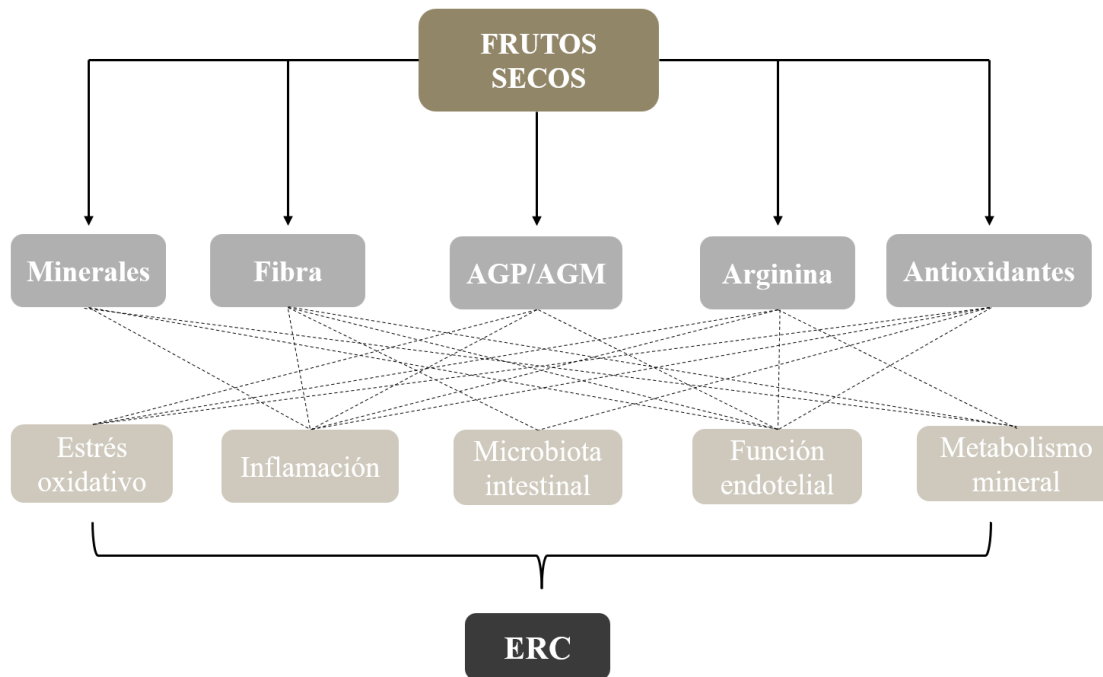 FRUTOS
SECOS
Minerales
Fibra
AGP/AGM
Arginina
Antioxidantes
Estrés
oxidativo
Inflamación
Microbiota
intestinal
Función
endotelial
Metabolismo
mineral
ERC